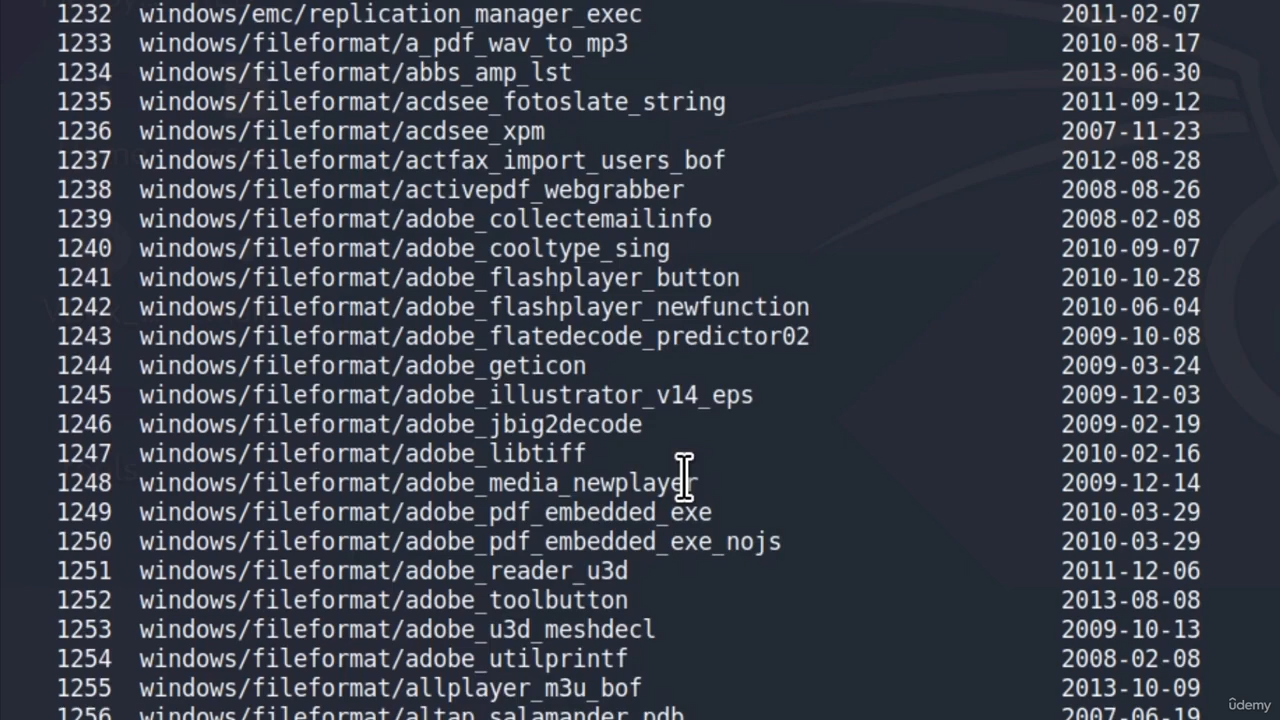 1232 windows/emc/replication_manager_exec 2011-02-07
1233 windows/fileformat/a_pdf_wav_to_mp3 2010-08-17
1234 windows/fileformat/abbs_amp_lst 2013-06-30
1235 windows/fileformat/acdsee_fotoslate_string 2011-09-12
1236 windows/fileformat/acdsee_xpm 2007-11-23
1237 windows/fileformat/actfax_import_users_bof 2012-08-28
1238 windows/fileformat/activepdf_webgrabber 2008-08-26
1239 windows/fileformat/adobe_collectemailinfo 2008-02-08
1240 windows/fileformat/adobe_cooltype_sing 2010-09-07
1241 windows/fileformat/adobe_flashplayer_button 2010-10-28
1242 windows/fileformat/adobe_flashplayer_newfunction 2010-06-04
1243 windows/fileformat/adobe_flatedecode_predictor02 2009-10-08
1244 windows/fileformat/adobe_geticon 2009-03-24
1245 windows/fileformat/adobe_illustrator_v14_eps 2009-12-03
1246 windows/fileformat/adobe_jbig2decode 2009-02-19
1247 windows/fileformat/adobe_libtiff 2010-02-16
1248 windows/fileformat/adobe_media_newplayer 2009-12-14
1249 windows/fileformat/adobe_pdf_embedded_exe 2010-03-29
1250 windows/fileformat/adobe_pdf_embedded_exe_nojs 2010-03-29
1251 windows/fileformat/adobe_reader_u3d 2011-12-06
1252 windows/fileformat/adobe_toolbutton 2013-08-08
1253 windows/fileformat/adobe_u3d_meshdecl 2009-10-13
1254 windows/fileformat/adobe_utilprintf 2008-02-08
1255 windows/fileformat/allplayer_m3u_bof 2013-10-09
1256 windows/fileformat/altap_salamander_pdb 2007-06-19
ûdemy